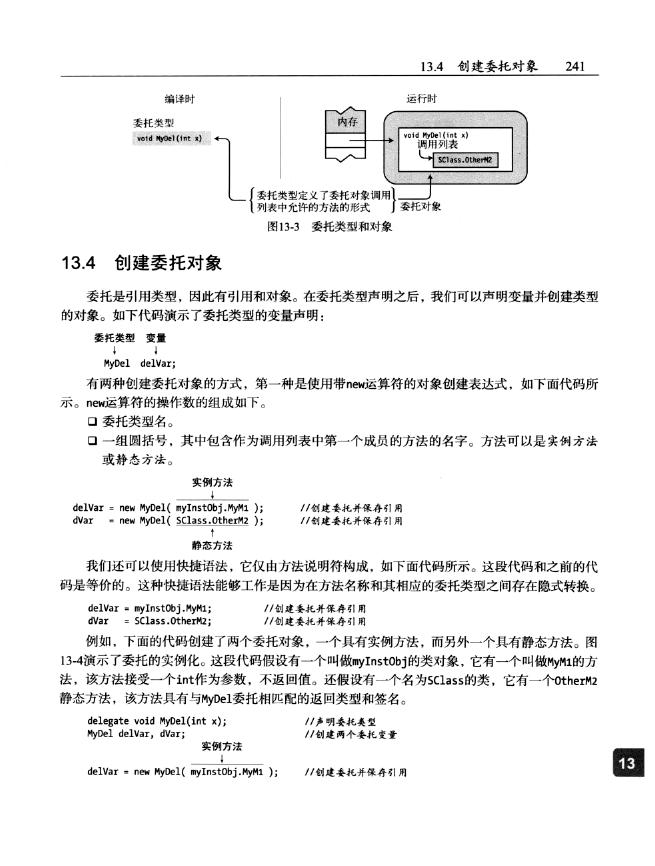 13.4 创建委托对象 241
编译时 运行时
委托类型
void MyDel(int x)
内存
void MyDel(int x)
调用列表
SClass.OtherM2
委托类型定义了委托对象调用
列表中允许的方法的形式
委托对象
图13-3 委托类型和对象
13.4 创建委托对象
委托是引用类型，因此有引用和对象。在委托类型声明之后，我们可以声明变量并创建类型
的对象。如下代码演示了委托类型的变量声明：
委托类型 变量
↓ ↓
MyDel delVar;
有两种创建委托对象的方式，第一种是使用带new运算符的对象创建表达式，如下面代码所
示。new运算符的操作数的组成如下。
❑ 委托类型名。
❑ 一组圆括号，其中包含作为调用列表中第一个成员的方法的名字。方法可以是实例方法
或静态方法。
实例方法
↓
delVar = new MyDel( myInstObj.MyM1 ); //创建委托并保存引用
dVar = new MyDel( SClass.OtherM2 ); //创建委托并保存引用
↑
静态方法
我们还可以使用快捷语法，它仅由方法说明符构成，如下面代码所示。这段代码和之前的代
码是等价的。这种快捷语法能够工作是因为在方法名称和其相应的委托类型之间存在隐式转换。
delVar = myInstObj.MyM1; //创建委托并保存引用
dVar = SClass.OtherM2; //创建委托并保存引用
例如，下面的代码创建了两个委托对象，一个具有实例方法，而另外一个具有静态方法。图
13-4演示了委托的实例化。这段代码假设有一个叫做myInstObj的类对象，它有一个叫做MyM1的方
法，该方法接受一个int作为参数，不返回值。还假设有一个名为SClass的类，它有一个OtherM2
静态方法，该方法具有与MyDel委托相匹配的返回类型和签名。
delegate void MyDel(int x); //声明委托类型
MyDel delVar, dVar; //创建两个委托变量
实例方法
↓
delVar = new MyDel( myInstObj.MyM1 ); //创建委托并保存引用
13